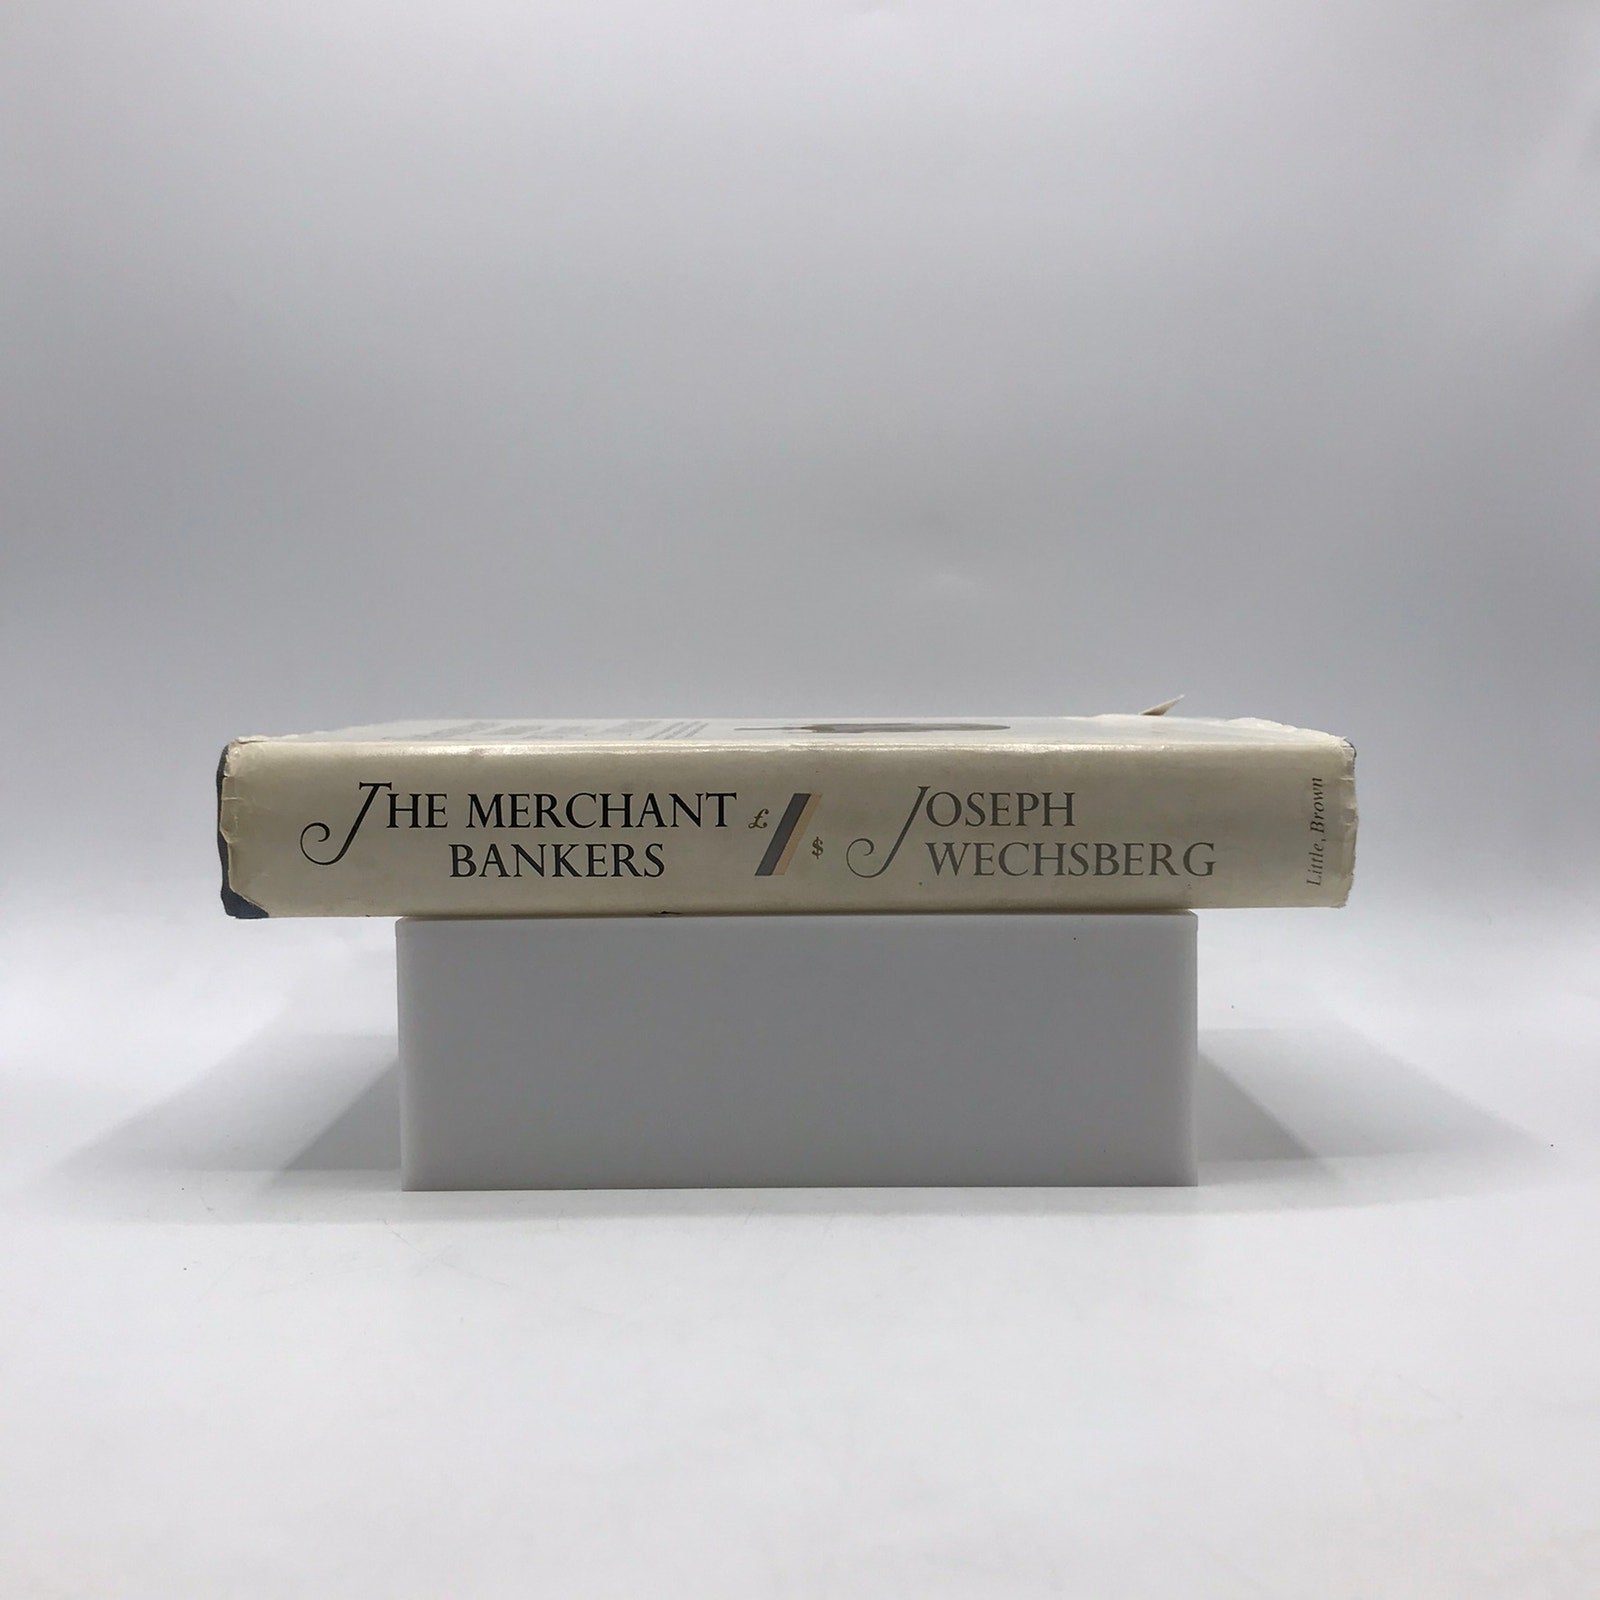 THE MERCHANT
BANKERS
£
$
JOSEPH
WECHSBERG
Little, Brown